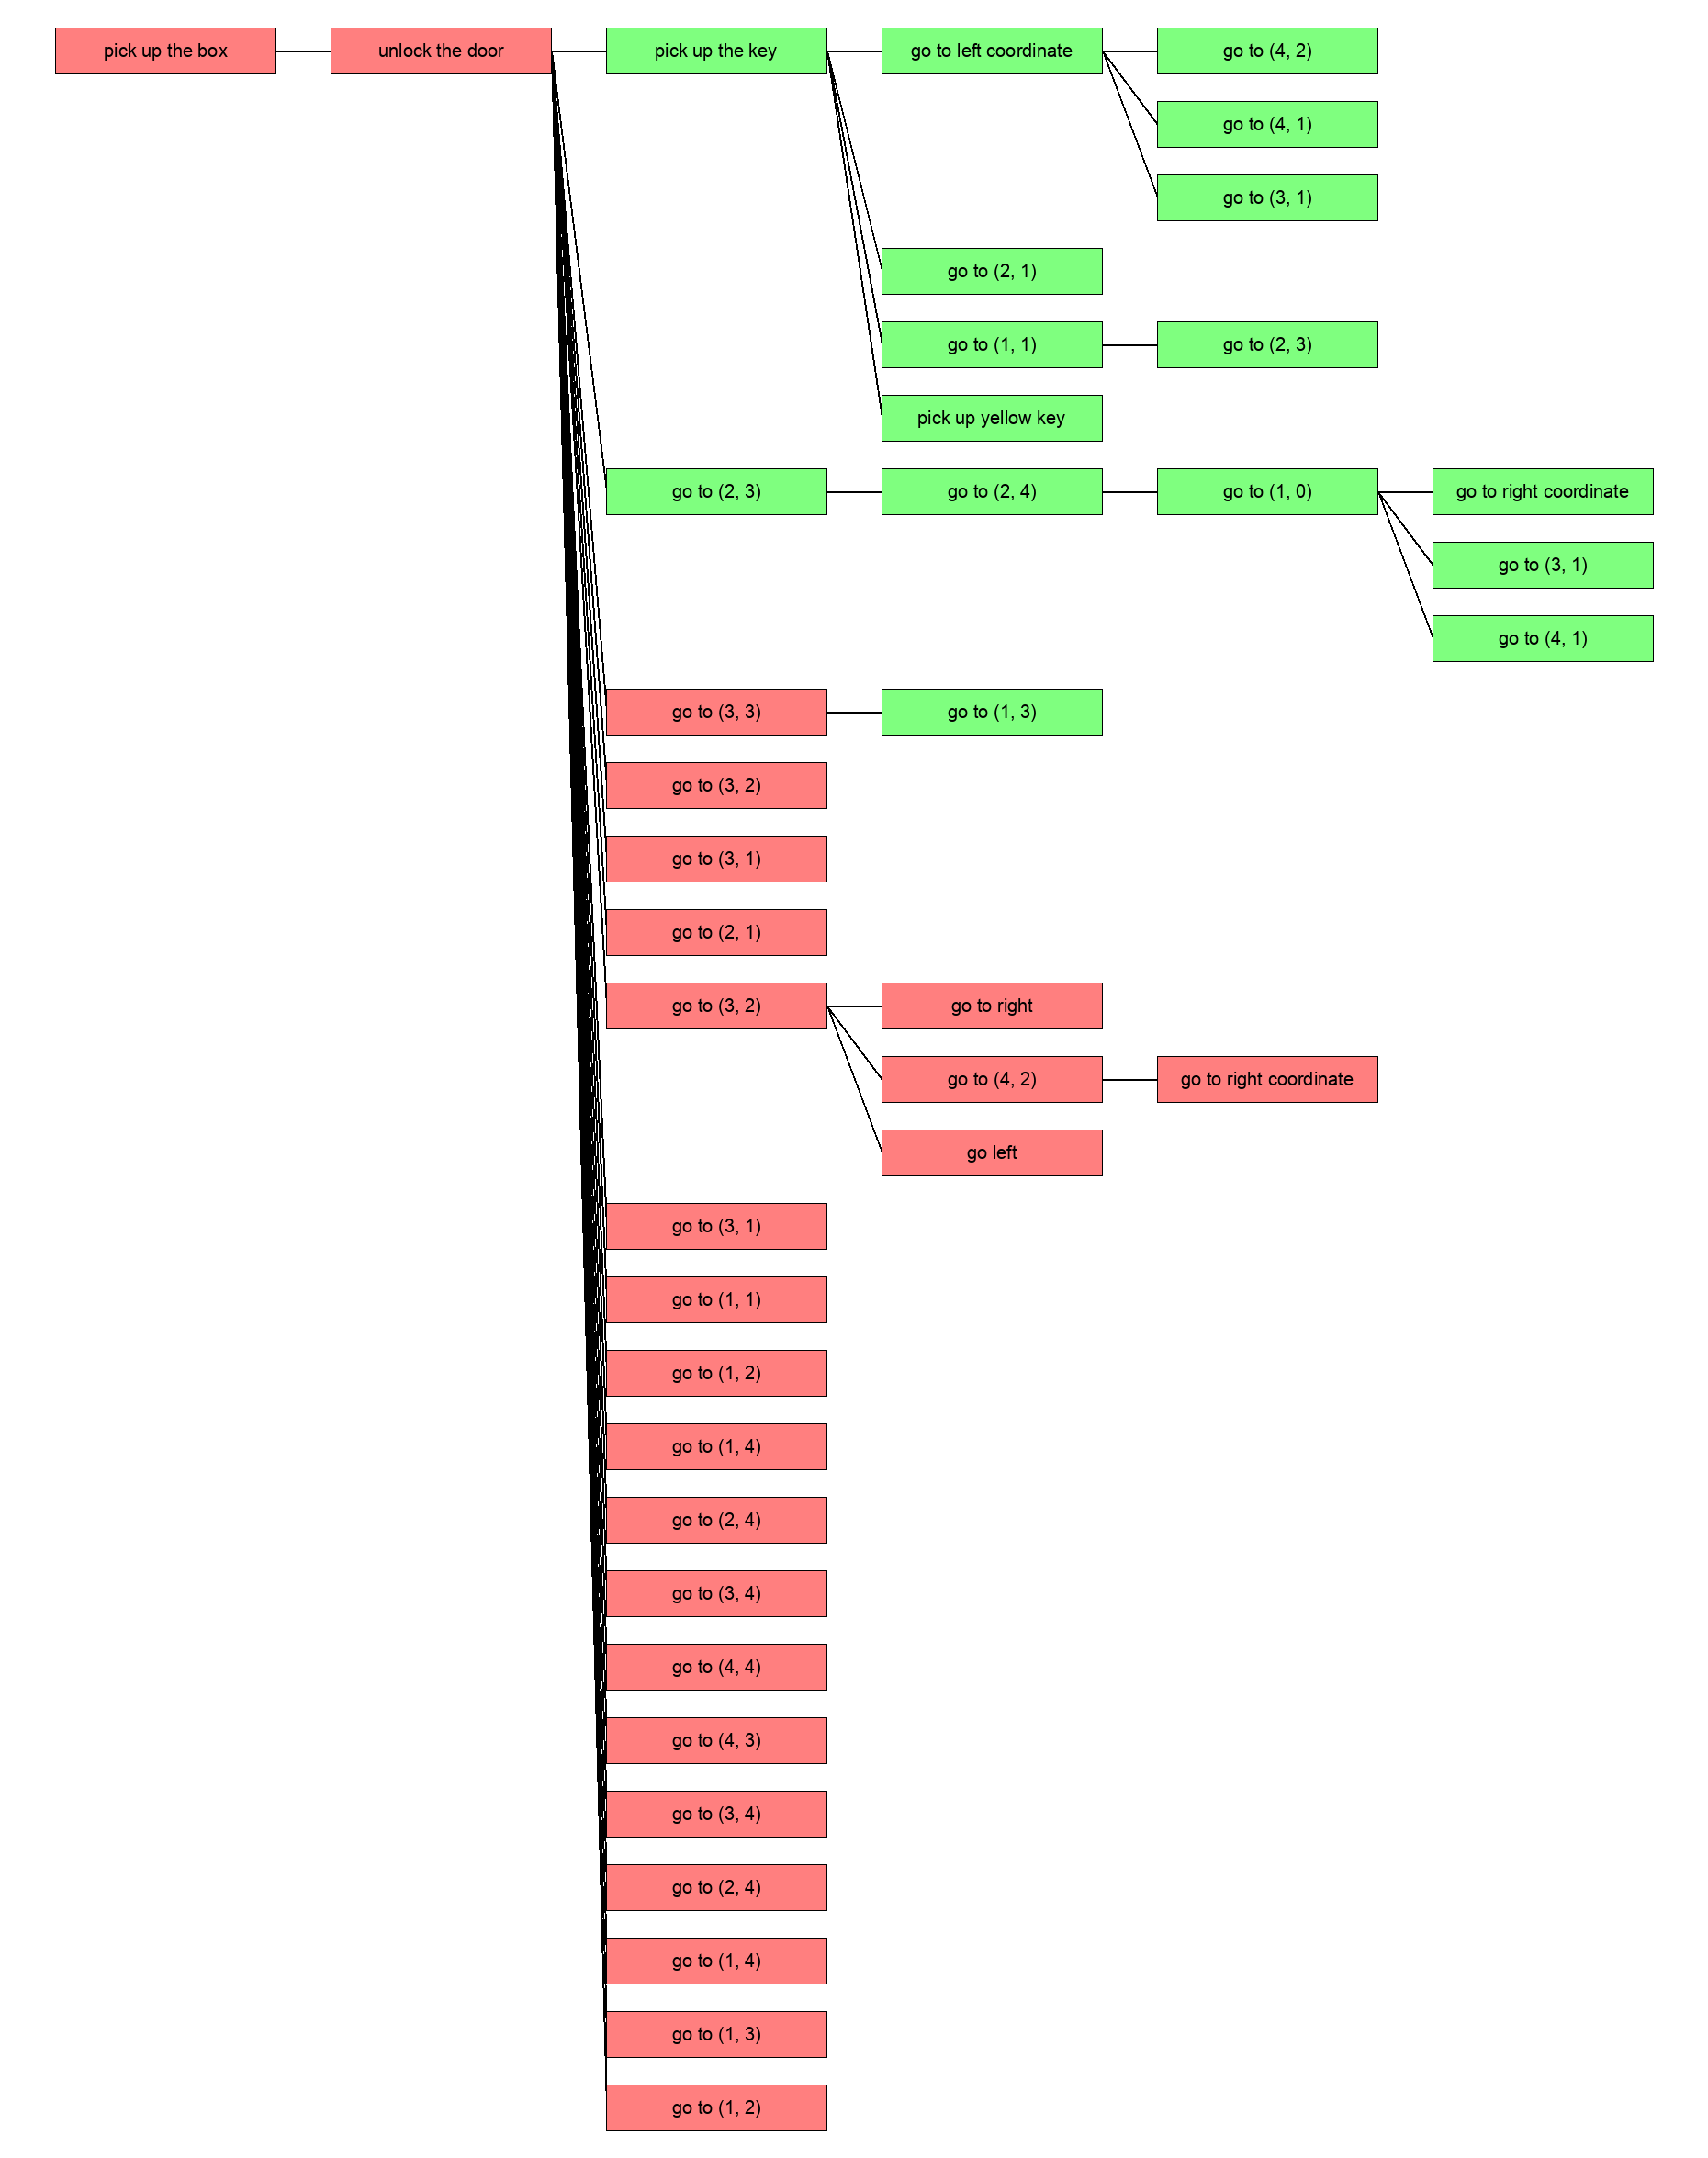 pick up the box
unlock the door
pick up the key
go to left coordinate
go to (4, 2)
go to (4, 1)
go to (3, 1)
go to (2, 1)
go to (1, 1)
go to (2, 3)
pick up yellow key
go to (2, 3)
go to (2, 4)
go to (1, 0)
go to right coordinate
go to (3, 1)
go to (4, 1)
go to (3, 3)
go to (1, 3)
go to (3, 2)
go to (3, 1)
go to (2, 1)
go to (3, 2)
go to right
go to (4, 2)
go to right coordinate
go left
go to (3, 1)
go to (1, 1)
go to (1, 2)
go to (1, 4)
go to (2, 4)
go to (3, 4)
go to (4, 4)
go to (4, 3)
go to (3, 4)
go to (2, 4)
go to (1, 4)
go to (1, 3)
go to (1, 2)